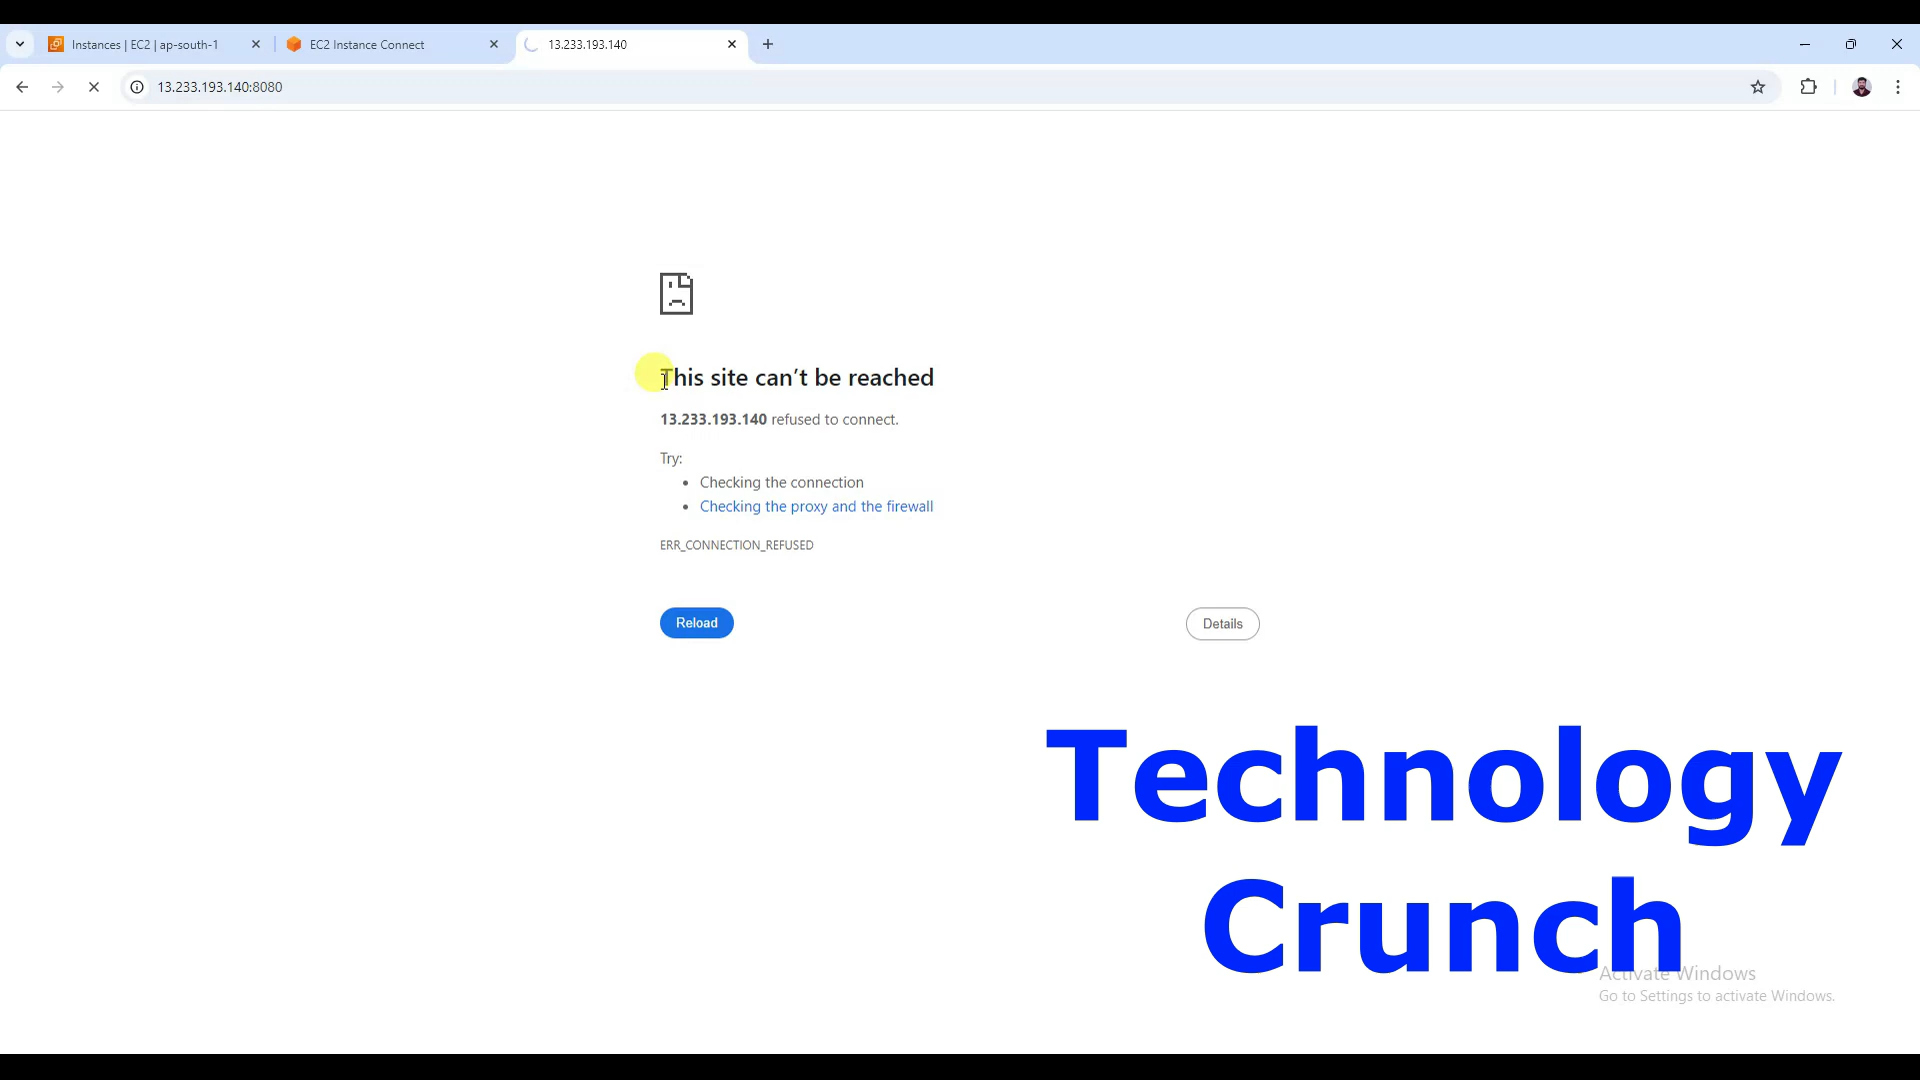 Instances | EC2 | ap-south-1
EC2 Instance Connect
13.233.193.140
13.233.193.140:8080
This site can't be reached
13.233.193.140 refused to connect.
Try:
Checking the connection
Checking the proxy and the firewall
ERR_CONNECTION_REFUSED
Reload
Details
Technology
Crunch
Activate Windows
Go to Settings to activate Windows.